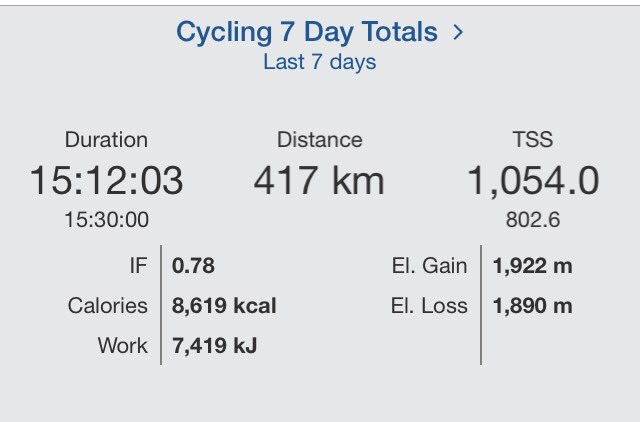 Cycling 7 Day Totals >
Last 7 days
Duration Distance TSS
15:12:03 417 km 1,054.0
15:30:00 802.6
IF 0.78 El. Gain 1,922 m
Calories 8,619 kcal El. Loss 1,890 m
Work 7,419 kJ